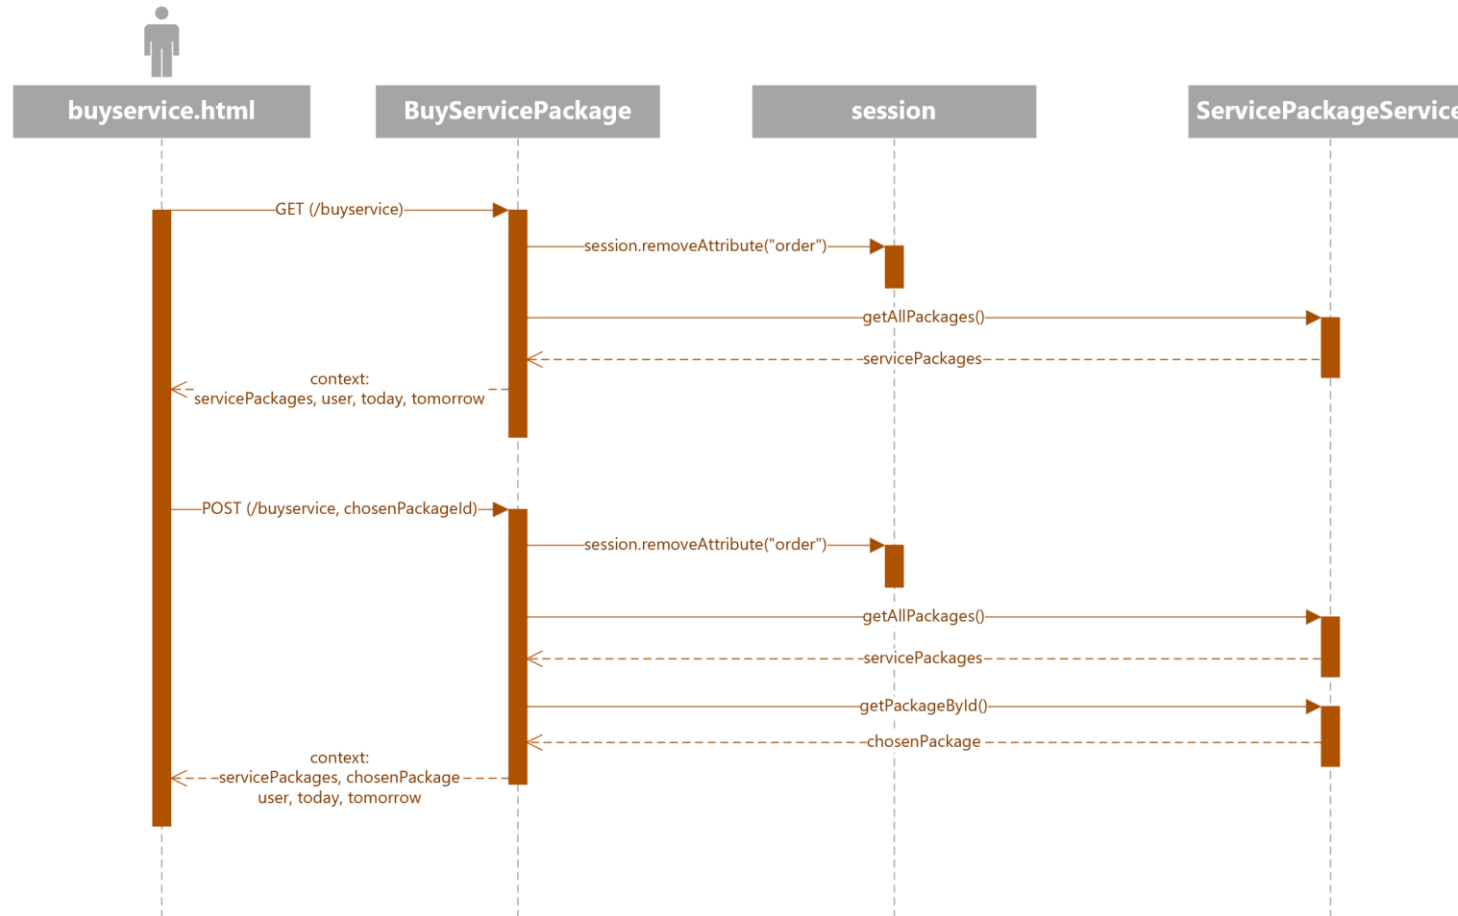 buyservice.html
BuyServicePackage
session
ServicePackageService
GET (/buyservice)
session.removeAttribute("order")
getAllPackages()
servicePackages
context:
servicePackages, user, today, tomorrow
POST (/buyservice, chosenPackageId)
session.removeAttribute("order")
getAllPackages()
servicePackages
getPackageById()
chosenPackage
context:
servicePackages, chosenPackage
user, today, tomorrow